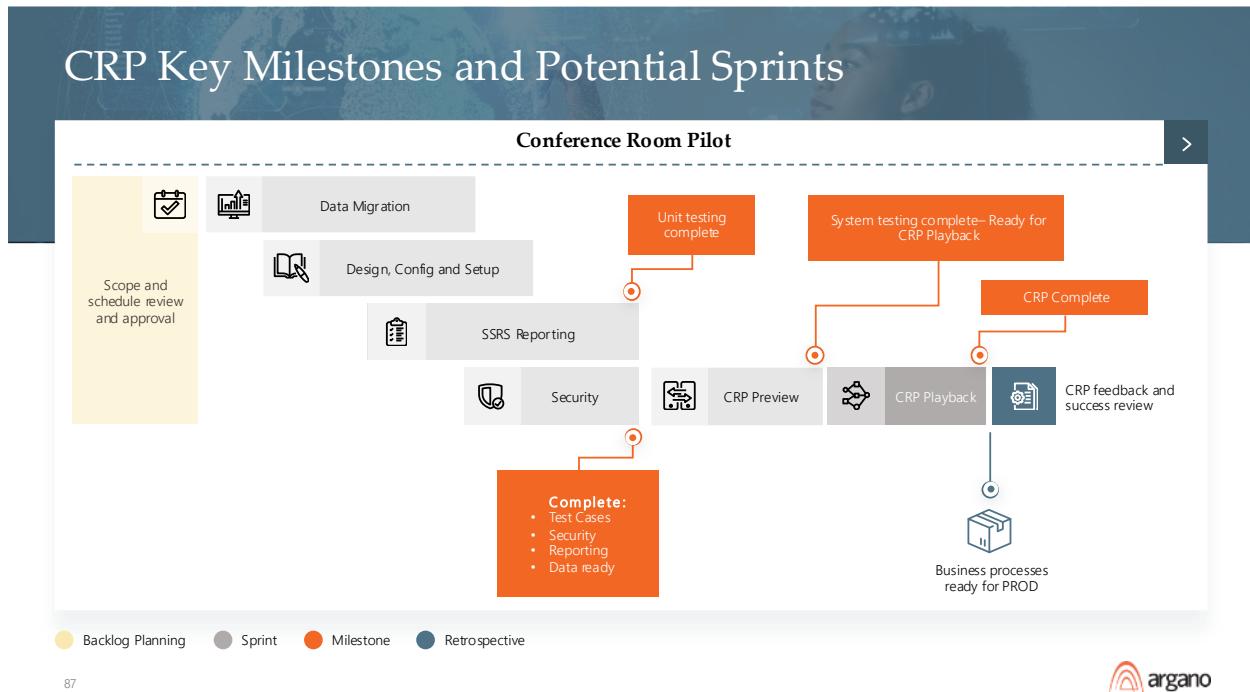 CRP Key Milestones and Potential Sprints
Conference Room Pilot
Data Migration
Unit testing
complete
System testing complete– Ready for
CRP Playback
Design, Config and Setup
Scope and
schedule review
and approval
CRP Complete
SSRS Reporting
Security
CRP Preview
CRP Playback
CRP feedback and
success review
Complete:
• Test Cases
• Security
• Reporting
• Data ready
Business processes
ready for PROD
Backlog Planning
Sprint
Milestone
Retrospective
87
argano